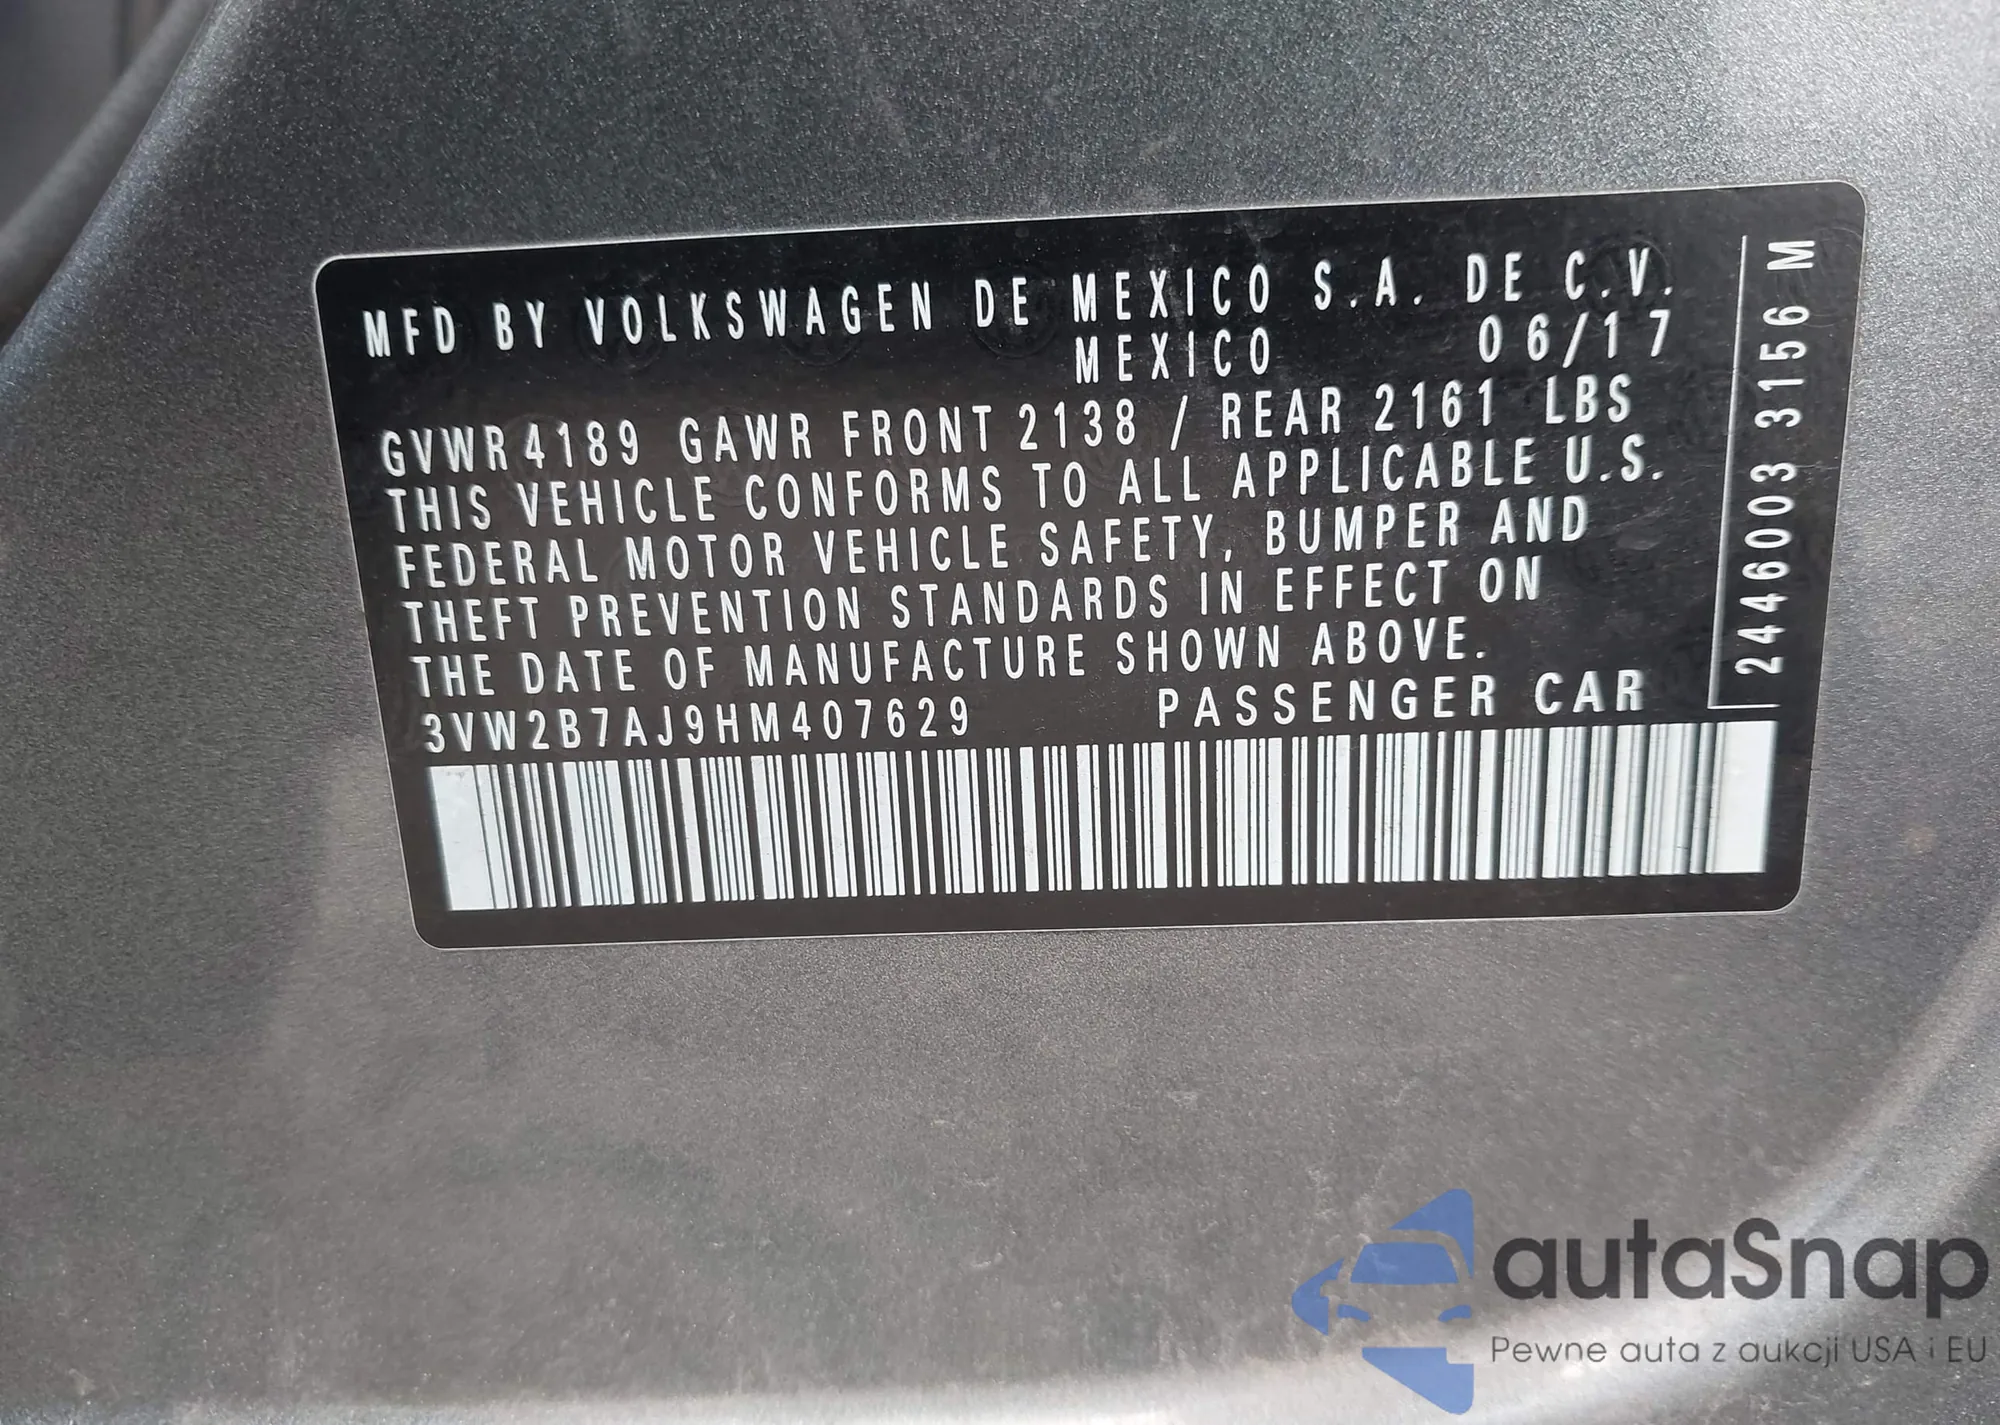 MFD BY VOLKSWAGEN DE MEXICO S.A. DE C.V.
MEXICO 06/17
GVWR 4189 GAWR FRONT 2138 / REAR 2161 LBS
THIS VEHICLE CONFORMS TO ALL APPLICABLE U.S.
FEDERAL MOTOR VEHICLE SAFETY, BUMPER AND
THEFT PREVENTION STANDARDS IN EFFECT ON
THE DATE OF MANUFACTURE SHOWN ABOVE.
3VW2B7AJ9HM407629 PASSENGER CAR
2446003 3156 M
autaSnap
Pewne auta z aukcji USA i EU